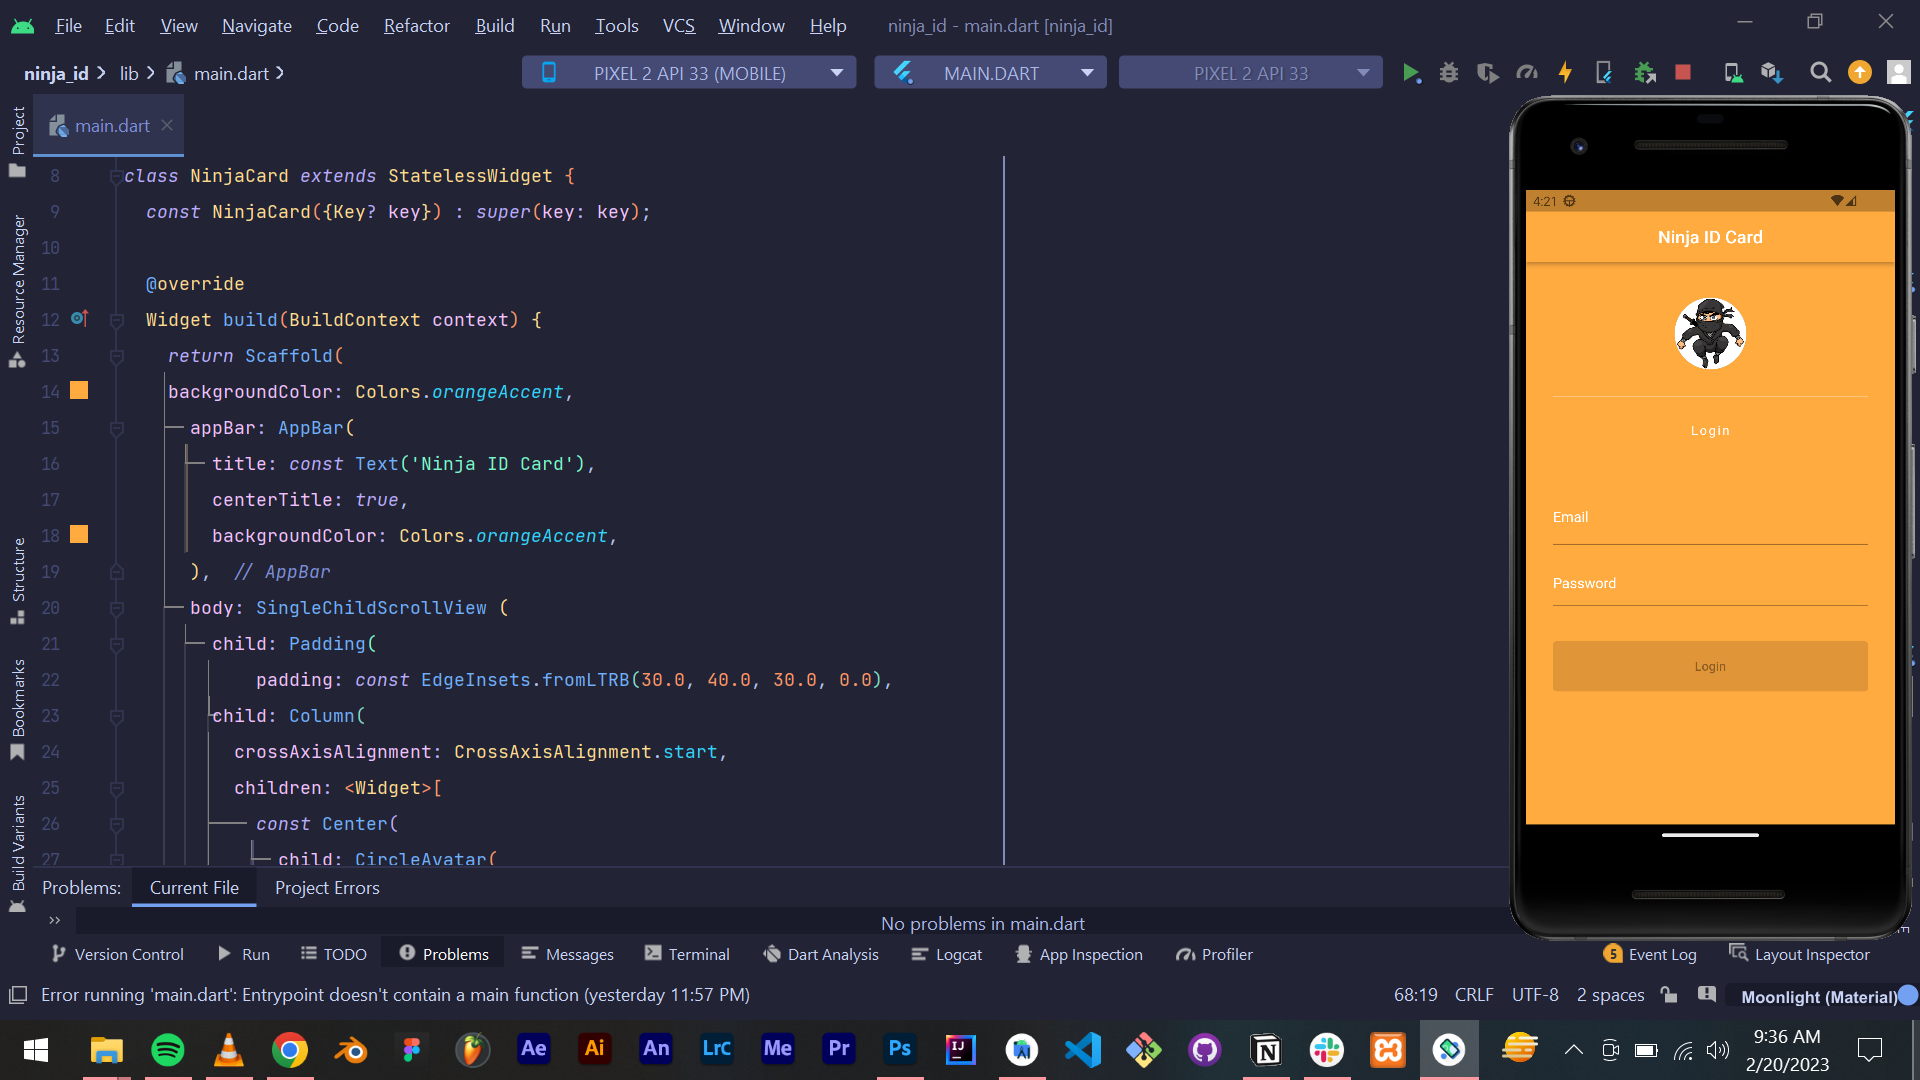 File Edit View Navigate Code Refactor Build Run Tools VCS Window Help ninja_id - main.dart [ninja_id]
ninja_id lib main.dart PIXEL 2 API 33 (MOBILE) MAIN.DART PIXEL 2 API 33
main.dart
Project
Resource Manager
Structure
Bookmarks
Build Variants
8 class NinjaCard extends StatelessWidget {
9 const NinjaCard({Key? key}) : super(key: key);
10
11 @override
12 Widget build(BuildContext context) {
13 return Scaffold(
14 backgroundColor: Colors.orangeAccent,
15 appBar: AppBar(
16 title: const Text('Ninja ID Card'),
17 centerTitle: true,
18 backgroundColor: Colors.orangeAccent,
19 ), // AppBar
20 body: SingleChildScrollView (
21 child: Padding(
22 padding: const EdgeInsets.fromLTRB(30.0, 40.0, 30.0, 0.0),
23 child: Column(
24 crossAxisAlignment: CrossAxisAlignment.start,
25 children: <Widget>[
26 const Center(
27 child: CircleAvatar(
4:21
Ninja ID Card
Login
Email
Password
Login
Problems: Current File Project Errors
No problems in main.dart
Version Control Run TODO Problems Messages Terminal Dart Analysis Logcat App Inspection Profiler 5 Event Log Layout Inspector
Error running 'main.dart': Entrypoint doesn't contain a main function (yesterday 11:57 PM) 68:19 CRLF UTF-8 2 spaces Moonlight (Material)
Ae Ai An LrC Me Pr Ps IJ N
9:36 AM
2/20/2023